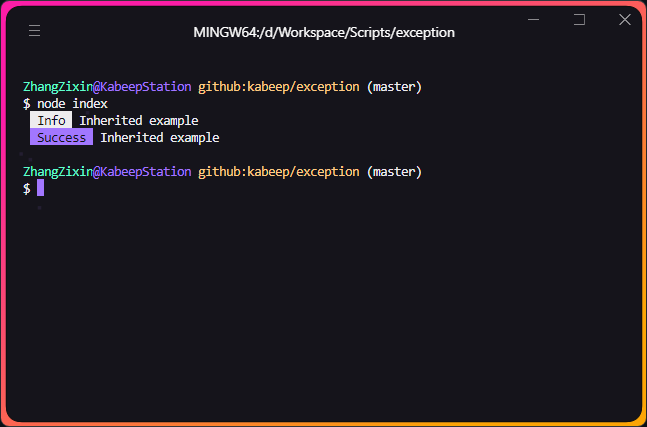 MINGW64:/d/Workspace/Scripts/exception
ZhangZixin@KabeepStation github:kabeep/exception (master)
$ node index
Info Inherited example
Success Inherited example
ZhangZixin@KabeepStation github:kabeep/exception (master)
$